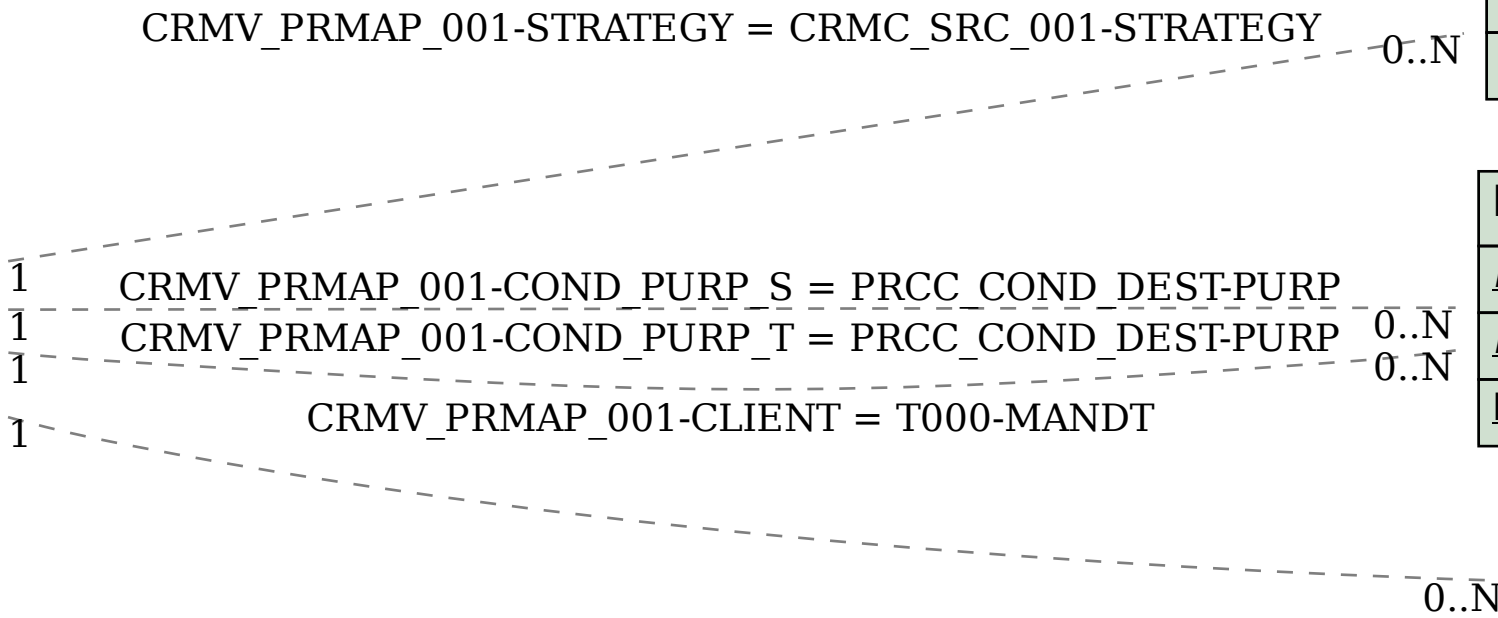 CRMV_PRMAP_001-STRATEGY = CRMC_SRC_001-STRATEGY
0..N
1
CRMV_PRMAP_001-COND_PURP_S = PRCC_COND_DEST-PURP
0..N
1
CRMV_PRMAP_001-COND_PURP_T = PRCC_COND_DEST-PURP
0..N
1
CRMV_PRMAP_001-CLIENT = T000-MANDT
1
0..N